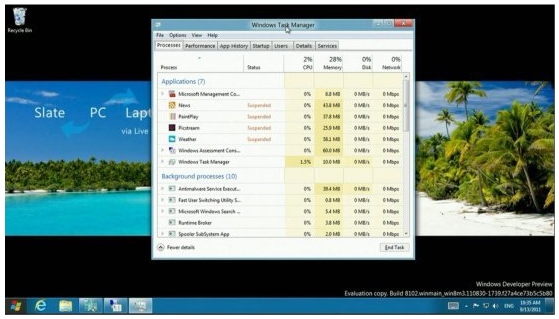 Recycle Bin
Windows Task Manager
File Options View Help
Processes Performance App History Startup Users Details Services
2% 28% 0% 0%
Process Status CPU Memory Disk Network
Applications (7)
Microsoft Management Co... 0% 8.8 MB 0 MB/s 0 Mbps
News Suspended 0% 43.8 MB 0 MB/s 0 Mbps
PaintPlay Suspended 0% 37.8 MB 0 MB/s 0 Mbps
Picstream Suspended 0% 25.9 MB 0 MB/s 0 Mbps
Weather Suspended 0% 36.1 MB 0 MB/s 0 Mbps
Windows Assessment Cons... 0% 60.0 MB 0 MB/s 0 Mbps
Windows Task Manager 1.5% 10.0 MB 0 MB/s 0 Mbps
Background processes (10)
Antimalware Service Execut... 0% 39.4 MB 0 MB/s 0 Mbps
Fast User Switching Utility S... 0% 0.8 MB 0 MB/s 0 Mbps
Microsoft Windows Search ... 0% 5.4 MB 0 MB/s 0 Mbps
Runtime Broker 0% 3.8 MB 0 MB/s 0 Mbps
Spooler SubSystem App 0% 2.0 MB 0 MB/s 0 Mbps
Fewer details End Task
Slate PC Lapt
via Live
Windows Developer Preview
Evaluation copy. Build 8102.winmain_win8m3.110830-1739.f27a4ce73b5c5b80
ENG 10:35 AM
9/13/2011